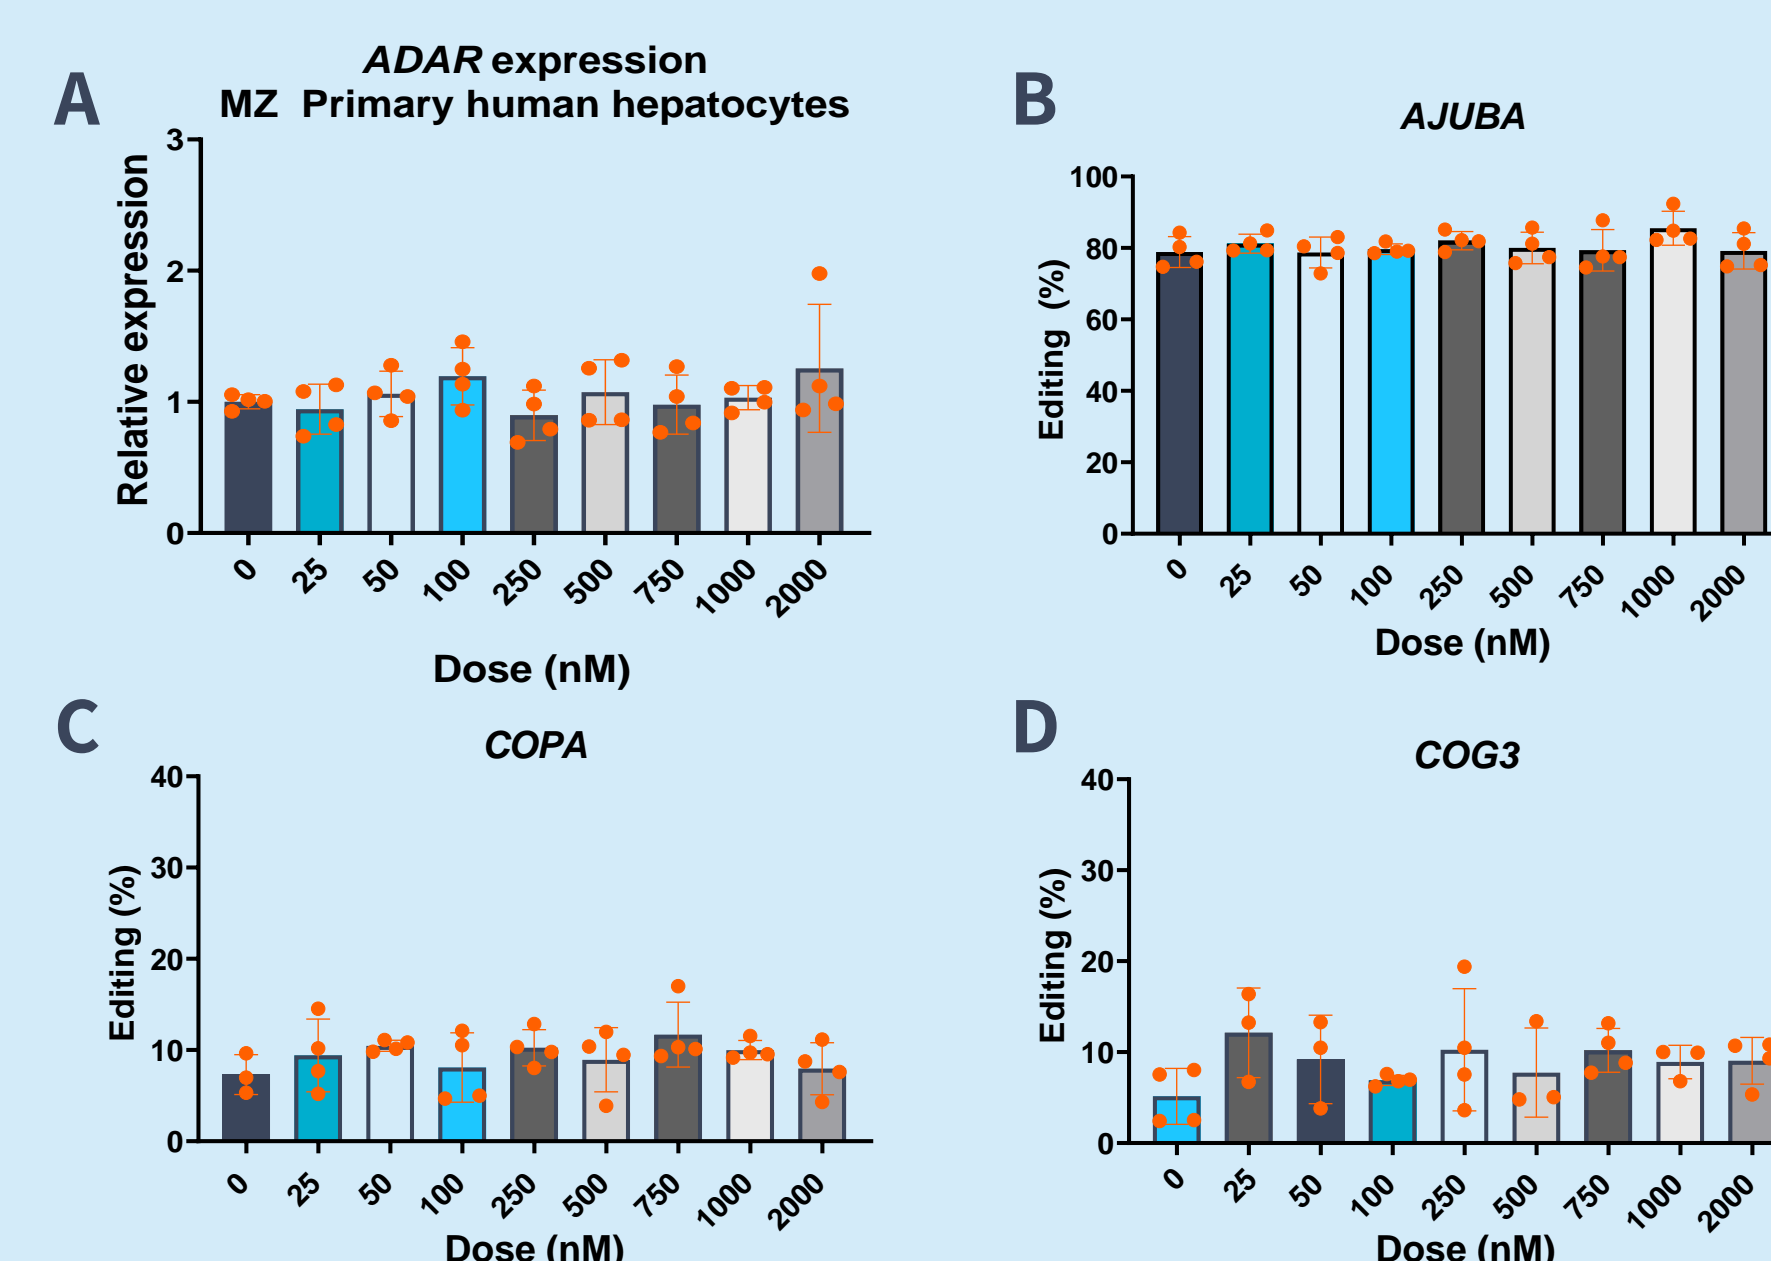 A
ADAR expression
MZ  Primary human hepatocytes
Relative expression
3
2
1
0
0 25 50 100 250 500 750 1000 2000
Dose (nM)
B
AJUBA
Editing  (%)
100
80
60
40
20
0
0 25 50 100 250 500 750 1000 2000
Dose (nM)
C
COPA
Editing (%)
40
30
20
10
0
0 25 50 100 250 500 750 1000 2000
Dose (nM)
D
COG3
Editing (%)
40
30
20
10
0
0 25 50 100 250 500 750 1000 2000
Dose (nM)